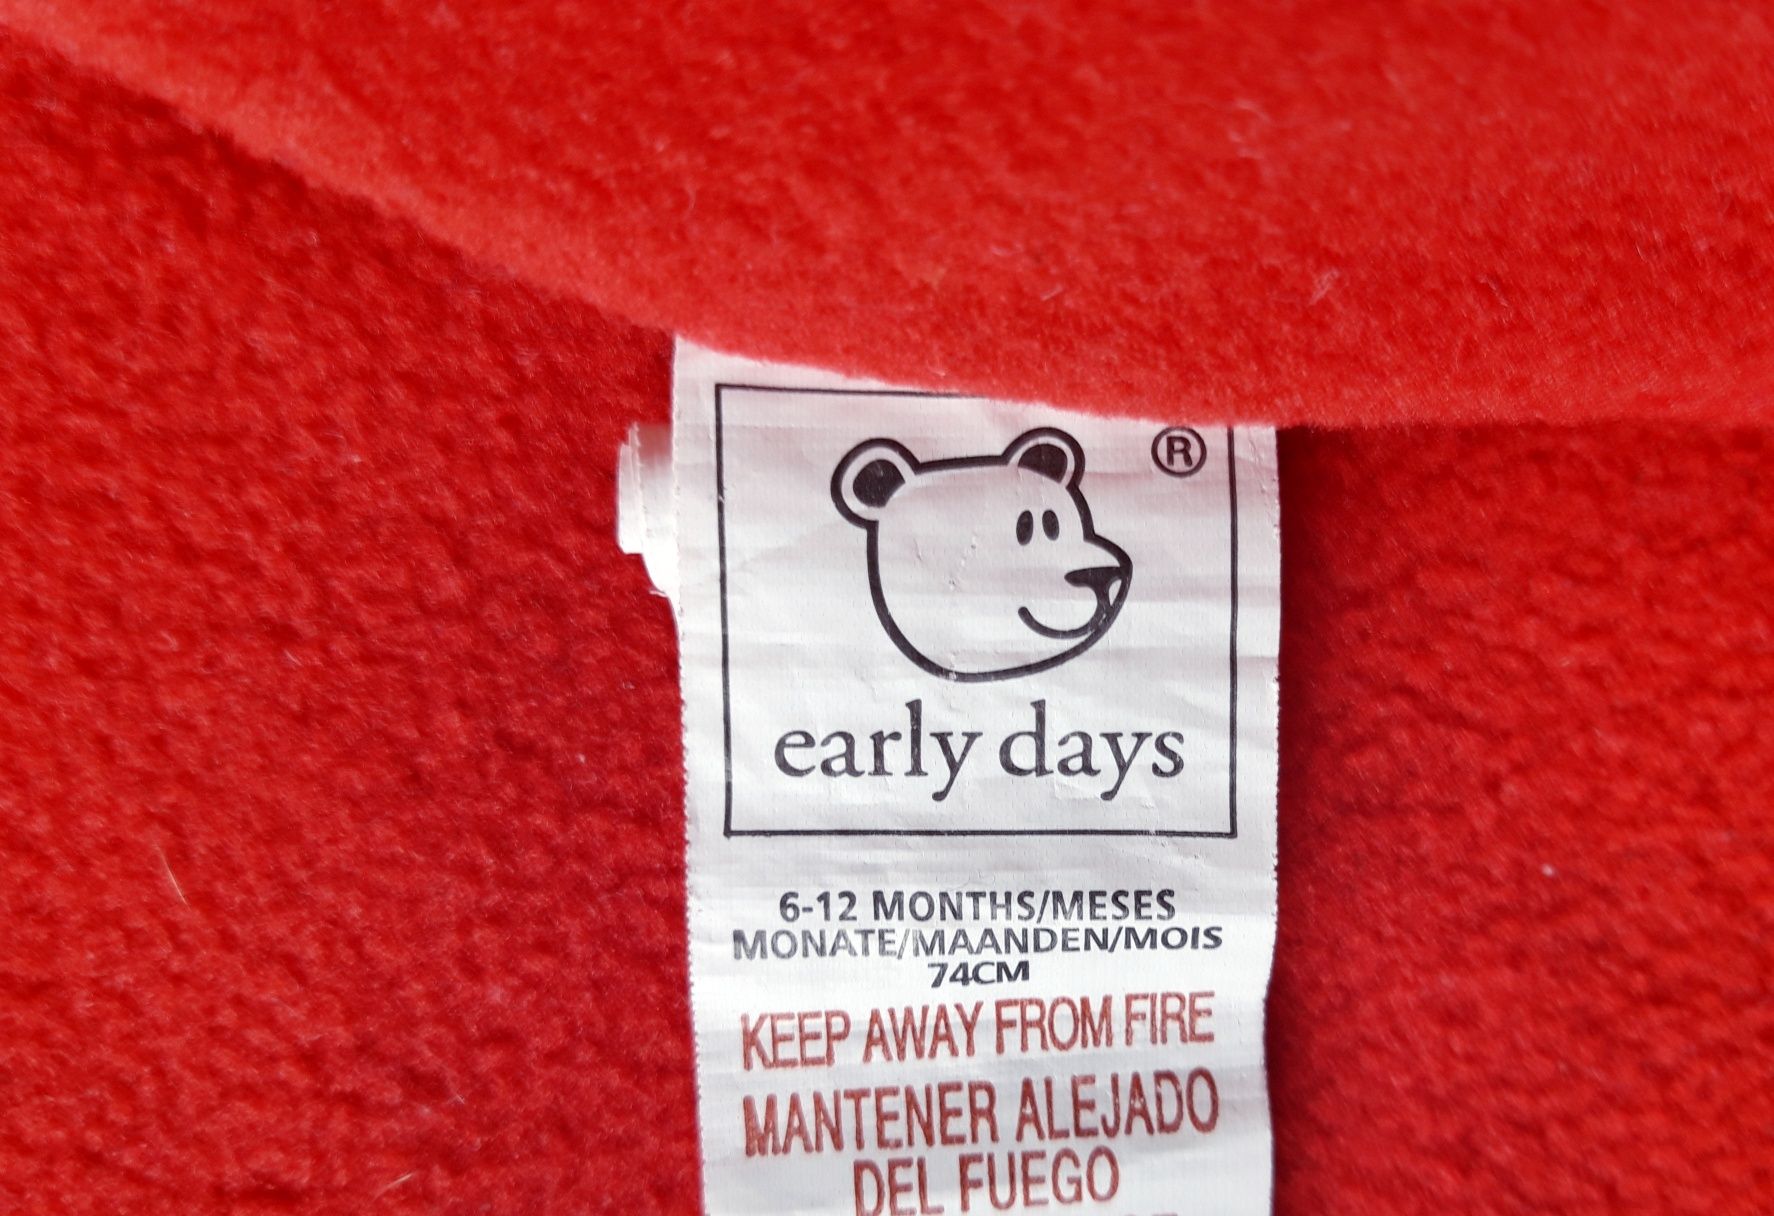 ®
early days
6-12 MONTHS/MESES
MONATE/MAANDEN/MOIS
74CM
KEEP AWAY FROM FIRE
MANTENER ALEJADO
DEL FUEGO